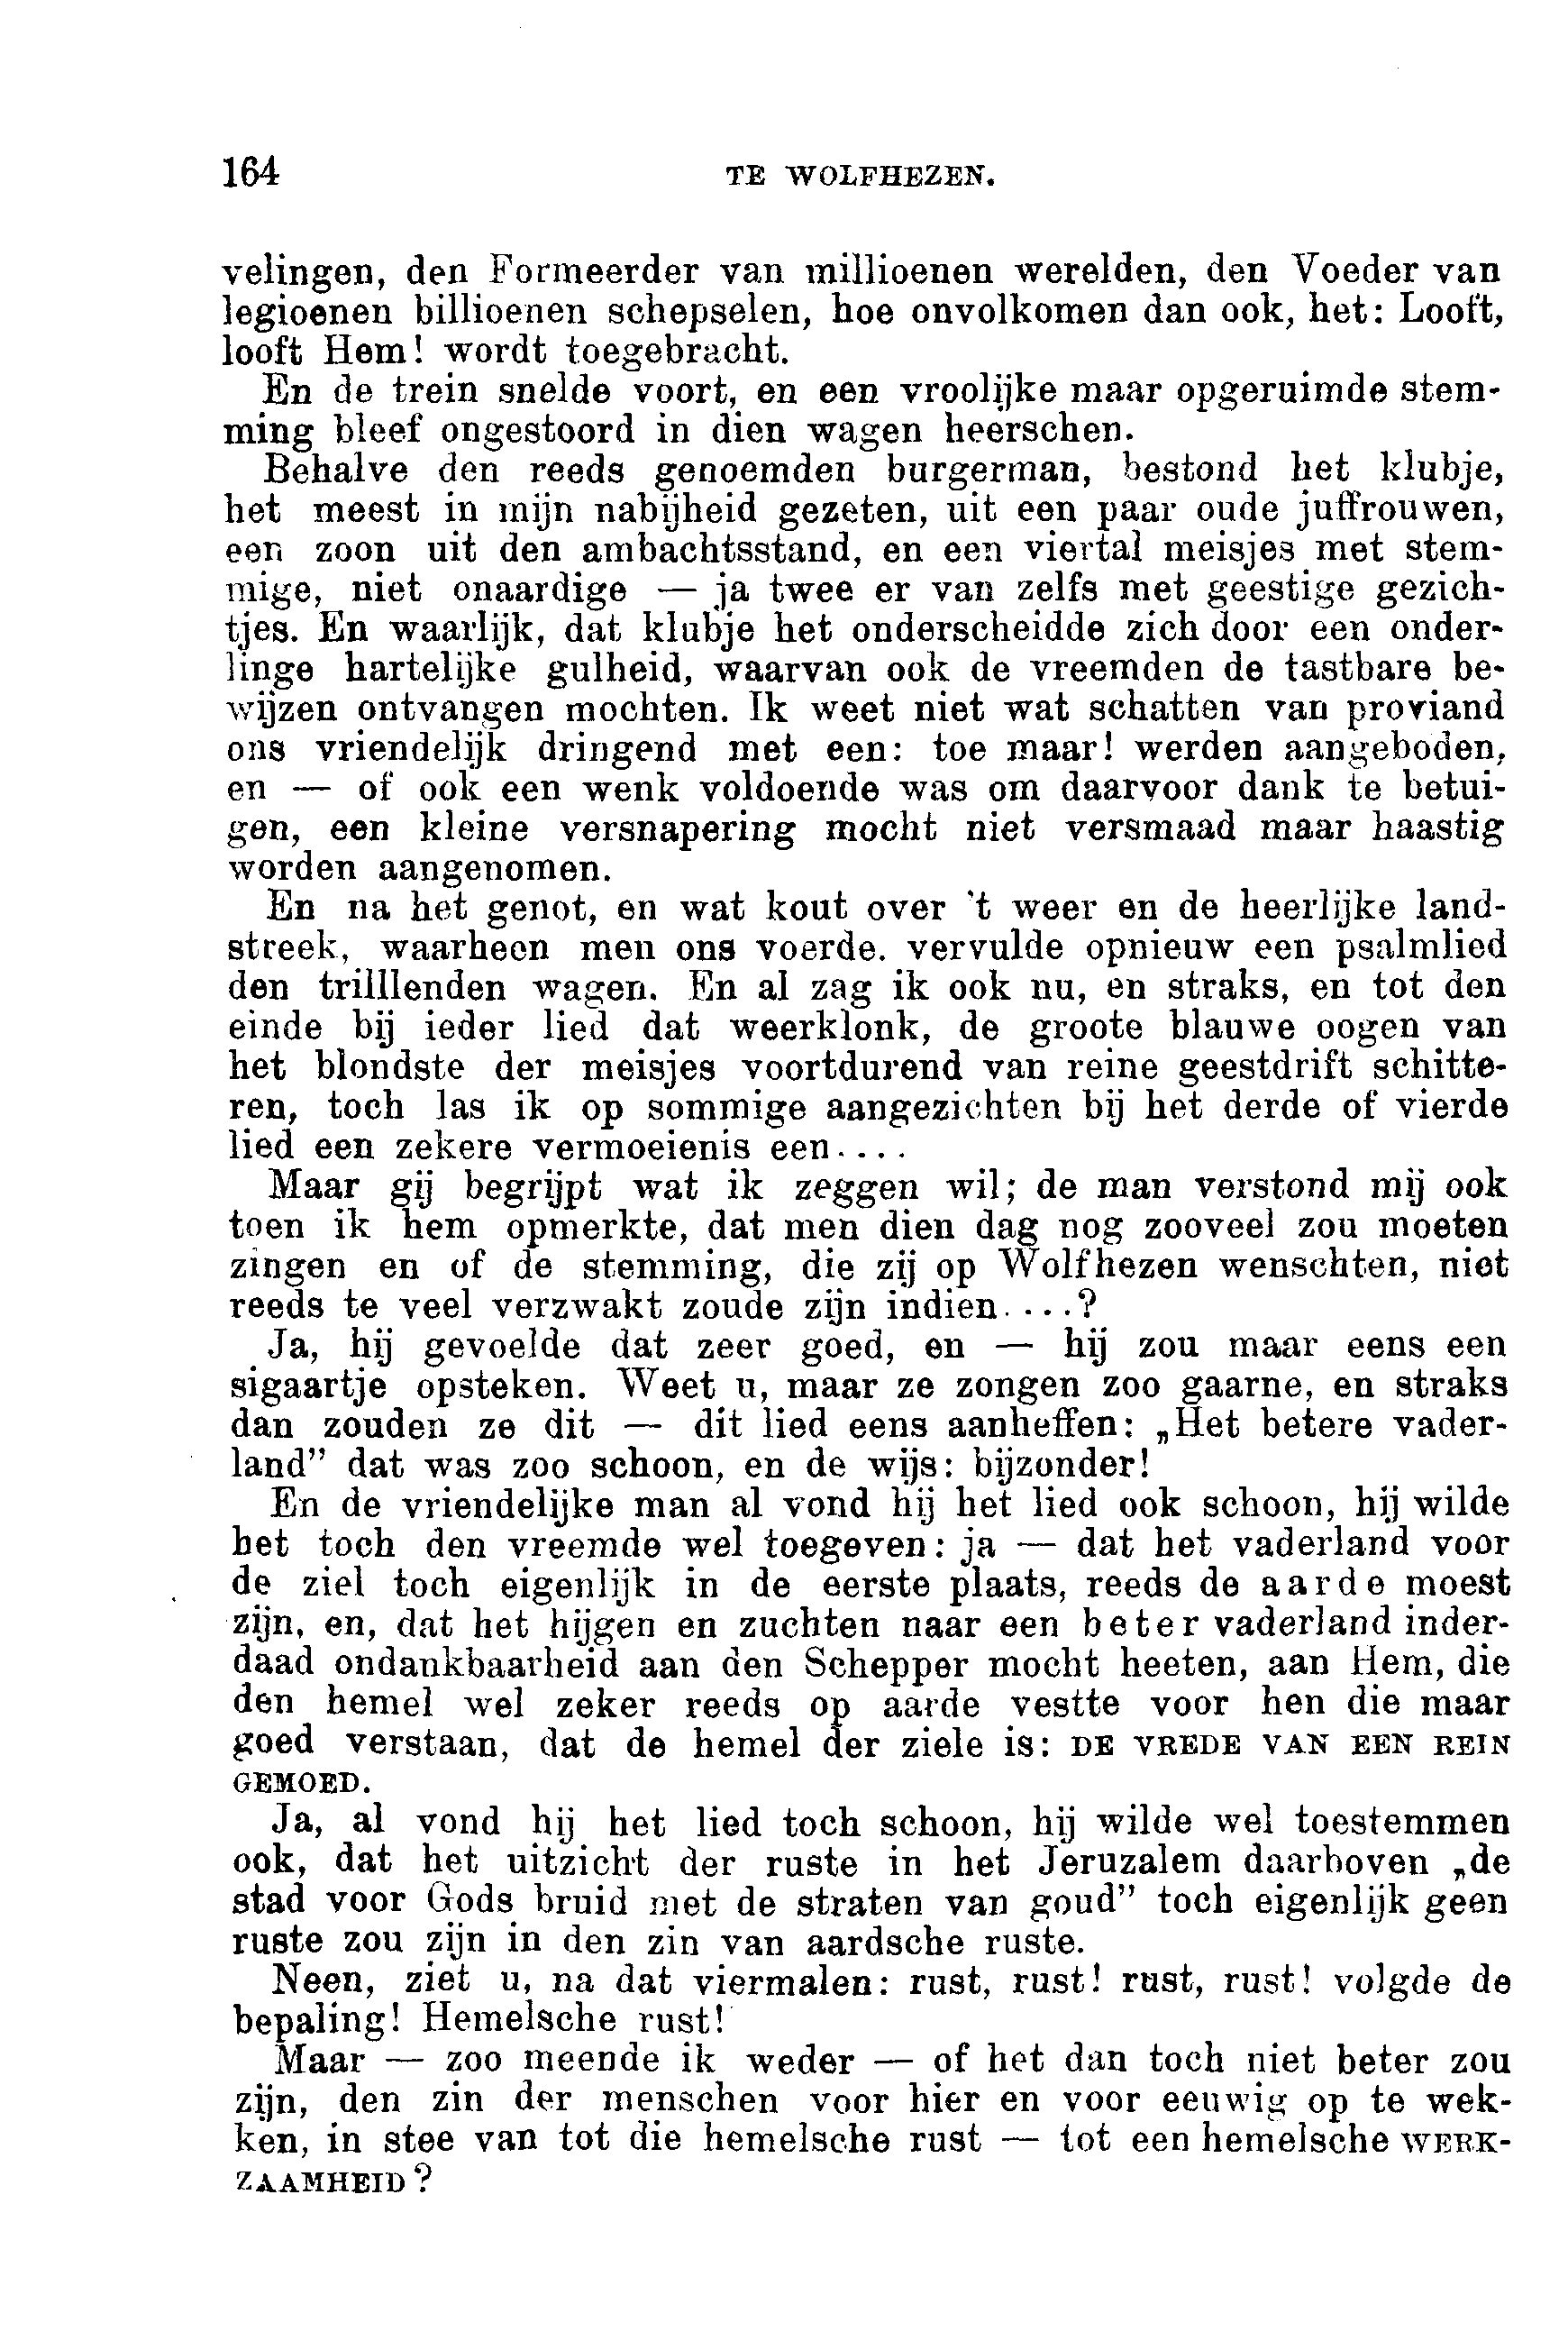 164 TE WOLFHEZEN.
velingen, den Formeerder van millioenen werelden, den Voeder van
legioenen billioenen schepselen, hoe onvolkomen dan ook, het: Looft,
looft Hem! wordt toegebracht.
En de trein snelde voort, en een vroolijke maar opgeruimde stem-
ming bleef ongestoord in dien wagen heerschen.
Behalve den reeds genoemden burgerman, bestond het klubje,
het meest in mijn nabijheid gezeten, uit een paar oude juffrouwen,
een zoon uit den ambachtsstand, en een viertal meisjes met stem-
mige, niet onaardige — ja twee er van zelfs met geestige gezich-
tjes. En waarlijk, dat klubje het onderscheidde zich door een onder-
linge hartelijke gulheid, waarvan ook de vreemden de tastbare be-
wijzen ontvangen mochten. Ik weet niet wat schatten van proviand
ons vriendelijk dringend met een: toe maar! werden aangeboden,
en — of ook een wenk voldoende was om daarvoor dank te betui-
gen, een kleine versnapering mocht niet versmaad maar haastig
worden aangenomen.
En na het genot, en wat kout over 't weer en de heerlijke land-
streek, waarheen men ons voerde. vervulde opnieuw een psalmlied
den trilllenden wagen. En al zag ik ook nu, en straks, en tot den
einde bij ieder lied dat weerklonk, de groote blauwe oogen van
het blondste der meisjes voortdurend van reine geestdrift schitte-
ren, toch las ik op sommige aangezichten bij het derde of vierde
lied een zekere vermoeienis een....
Maar gij begrijpt wat ik zeggen wil; de man verstond mij ook
toen ik hem opmerkte, dat men dien dag nog zooveel zou moeten
zingen en of de stemming, die zij op Wolfhezen wenschten, niet
reeds te veel verzwakt zoude zijn indien....?
Ja, hij gevoelde dat zeer goed, en — hij zou maar eens een
sigaartje opsteken. Weet u, maar ze zongen zoo gaarne, en straks
dan zouden ze dit — dit lied eens aanheffen: „Het betere vader-
land” dat was zoo schoon, en de wijs: bijzonder!
En de vriendelijke man al vond hij het lied ook schoon, hij wilde
het toch den vreemde wel toegeven: ja — dat het vaderland voor
de ziel toch eigenlijk in de eerste plaats, reeds de aarde moest
zijn, en, dat het hijgen en zuchten naar een beter vaderland inder-
daad ondankbaarheid aan den Schepper mocht heeten, aan Hem, die
den hemel wel zeker reeds op aarde vestte voor hen die maar
goed verstaan, dat de hemel der ziele is: DE VREDE VAN EEN REIN
GEMOED.
Ja, al vond hij het lied toch schoon, hij wilde wel toestemmen
ook, dat het uitzicht der ruste in het Jeruzalem daarboven „de
stad voor Gods bruid met de straten van goud” toch eigenlijk geen
ruste zou zijn in den zin van aardsche ruste.
Neen, ziet u, na dat viermalen: rust, rust! rust, rust! volgde de
bepaling! Hemelsche rust!
Maar — zoo meende ik weder — of het dan toch niet beter zou
zijn, den zin der menschen voor hier en voor eeuwig op te wek-
ken, in stee van tot die hemelsche rust — tot een hemelsche WERK-
ZAAMHEID?